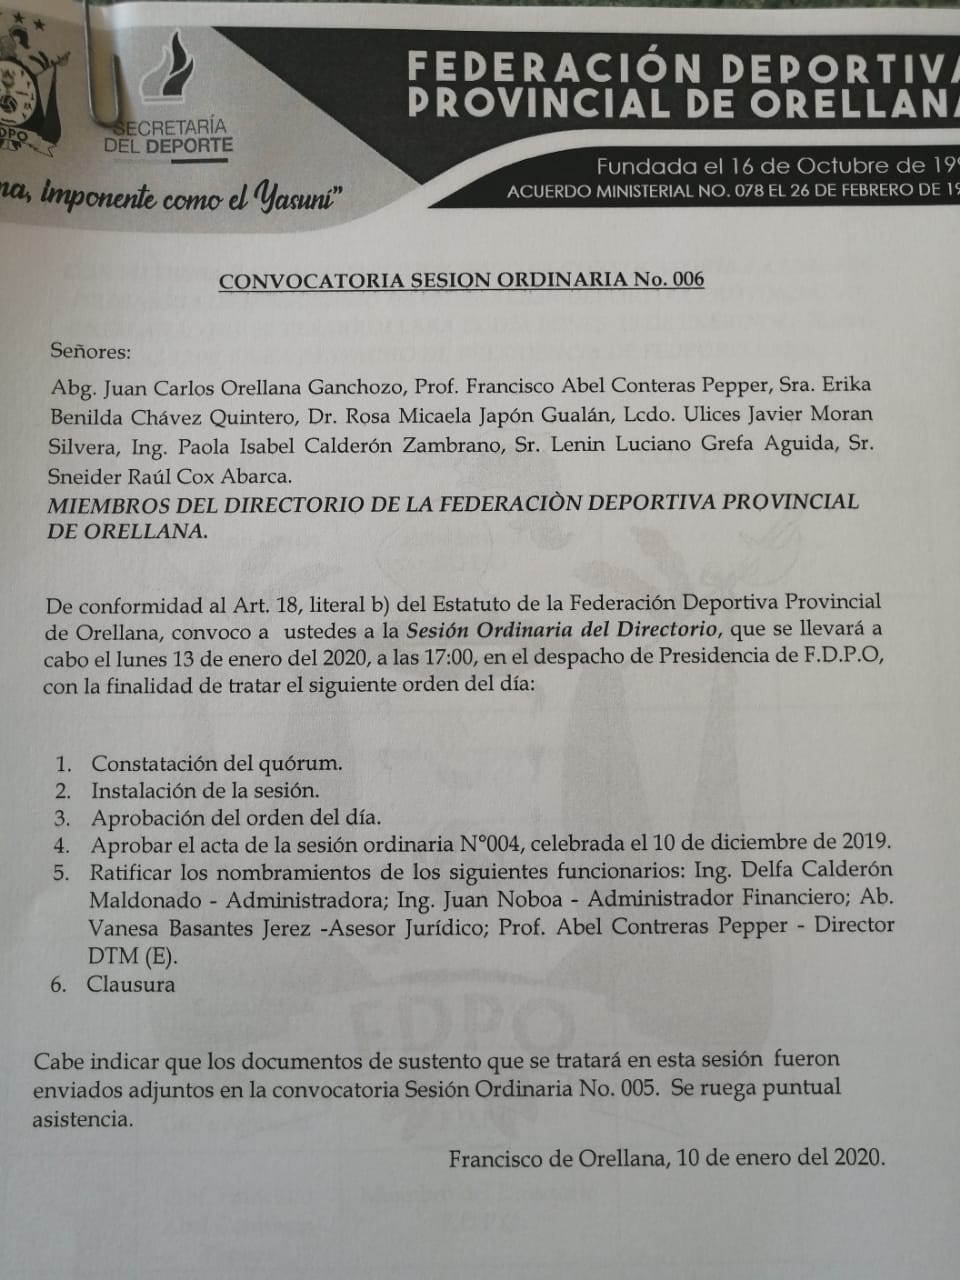 FDPO
SECRETARÍA
DEL DEPORTE
Imponente como el Yasuní"
FEDERACIÓN DEPORTIVA
PROVINCIAL DE ORELLANA
Fundada el 16 de Octubre de 19
ACUERDO MINISTERIAL NO. 078 EL 26 DE FEBRERO DE 19
CONVOCATORIA SESION ORDINARIA No. 006
Señores:
Abg. Juan Carlos Orellana Ganchozo, Prof. Francisco Abel Conteras Pepper, Sra. Erika
Benilda Chávez Quintero, Dr. Rosa Micaela Japón Gualán, Lcdo. Ulices Javier Moran
Silvera, Ing. Paola Isabel Calderón Zambrano, Sr. Lenin Luciano Grefa Aguida, Sr.
Sneider Raúl Cox Abarca.
MIEMBROS DEL DIRECTORIO DE LA FEDERACIÒN DEPORTIVA PROVINCIAL
DE ORELLANA.
De conformidad al Art. 18, literal b) del Estatuto de la Federación Deportiva Provincial
de Orellana, convoco a ustedes a la Sesión Ordinaria del Directorio, que se llevará a
cabo el lunes 13 de enero del 2020, a las 17:00, en el despacho de Presidencia de F.D.P.O,
con la finalidad de tratar el siguiente orden del día:
1. Constatación del quórum.
2. Instalación de la sesión.
3. Aprobación del orden del día.
4. Aprobar el acta de la sesión ordinaria N°004, celebrada el 10 de diciembre de 2019.
5. Ratificar los nombramientos de los siguientes funcionarios: Ing. Delfa Calderón
Maldonado - Administradora; Ing. Juan Noboa - Administrador Financiero; Ab.
Vanesa Basantes Jerez -Asesor Jurídico; Prof. Abel Contreras Pepper - Director
DTM (E).
6. Clausura
FDPO
Cabe indicar que los documentos de sustento que se tratará en esta sesión fueron
enviados adjuntos en la convocatoria Sesión Ordinaria No. 005. Se ruega puntual
asistencia.
Francisco de Orellana, 10 de enero del 2020.